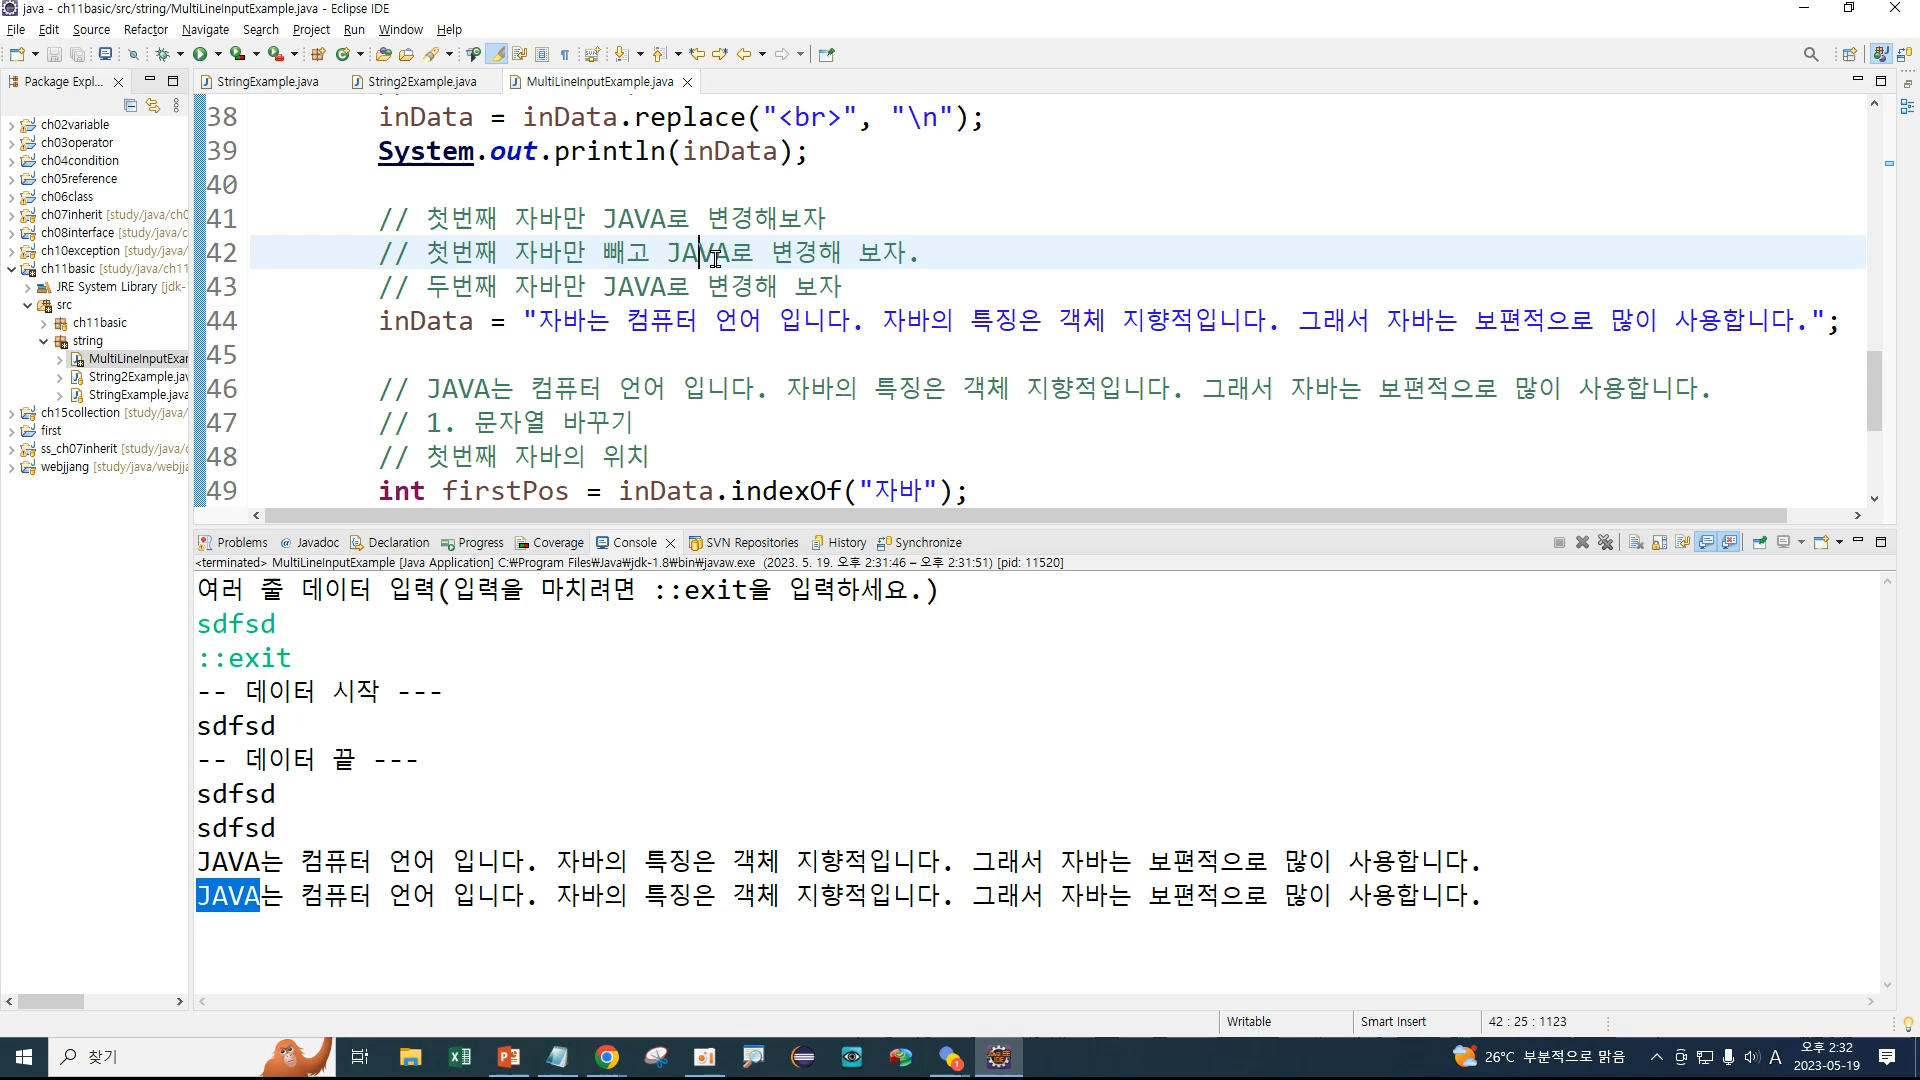 java - ch11basic/src/string/MultiLineInputExample.java - Eclipse IDE
File Edit Source Refactor Navigate Search Project Run Window Help
Package Expl...
StringExample.java String2Example.java MultiLineInputExample.java
ch02variable
ch03operator
ch04condition
ch05reference
ch06class
ch07inherit [study/java/ch0
ch08interface [study/java/c
ch10exception [study/java/
ch11basic [study/java/ch11
JRE System Library [jdk-
src
ch11basic
string
MultiLineInputExar
String2Example.jav
StringExample.java
ch15collection [study/java/
first
ss_ch07inherit [study/java/c
webjjang [study/java/webjja
38 inData = inData.replace("<br>", "\n");
39 System.out.println(inData);
40
41 // 첫번째 자바만 JAVA로 변경해보자
42 // 첫번째 자바만 빼고 JAVA로 변경해 보자.
43 // 두번째 자바만 JAVA로 변경해 보자
44 inData = "자바는 컴퓨터 언어 입니다. 자바의 특징은 객체 지향적입니다. 그래서 자바는 보편적으로 많이 사용합니다.";
45
46 // JAVA는 컴퓨터 언어 입니다. 자바의 특징은 객체 지향적입니다. 그래서 자바는 보편적으로 많이 사용합니다.
47 // 1. 문자열 바꾸기
48 // 첫번째 자바의 위치
49 int firstPos = inData.indexOf("자바");
Problems Javadoc Declaration Progress Coverage Console SVN Repositories History Synchronize
<terminated> MultiLineInputExample [Java Application] C:₩Program Files₩Java₩jdk-1.8₩bin₩javaw.exe (2023. 5. 19. 오후 2:31:46 – 오후 2:31:51) [pid: 11520]
여러 줄 데이터 입력(입력을 마치려면 ::exit을 입력하세요.)
sdfsd
::exit
-- 데이터 시작 ---
sdfsd
-- 데이터 끝 ---
sdfsd
sdfsd
JAVA는 컴퓨터 언어 입니다. 자바의 특징은 객체 지향적입니다. 그래서 자바는 보편적으로 많이 사용합니다.
JAVA는 컴퓨터 언어 입니다. 자바의 특징은 객체 지향적입니다. 그래서 자바는 보편적으로 많이 사용합니다.
Writable Smart Insert 42 : 25 : 1123
찾기
26°C 부분적으로 맑음 A 오후 2:32
2023-05-19